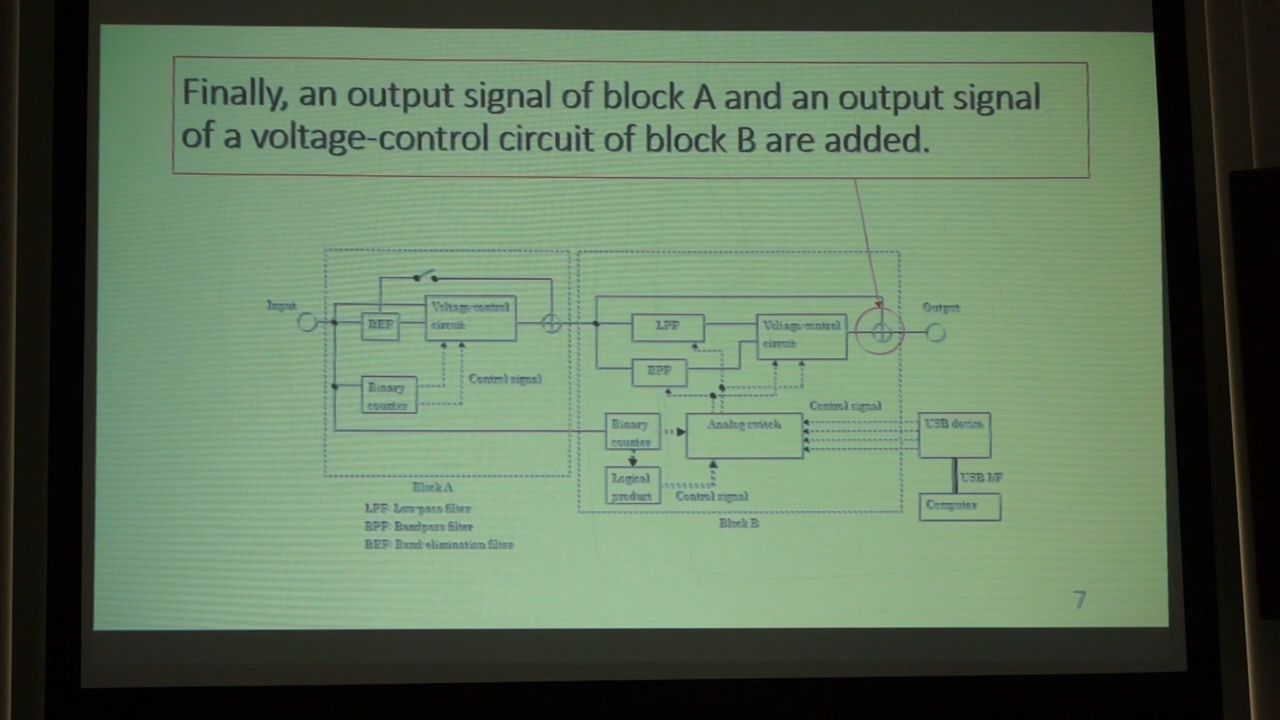 Finally, an output signal of block A and an output signal
of a voltage-control circuit of block B are added.
Input
BEF
Voltage-control
circuit
Binary
counter
Control signal
Block A
LPF: Low-pass filter
BPF: Bandpass filter
BEF: Band-elimination filter
LPF
BPF
Voltage-control
circuit
Output
Binary
counter
Analog switch
Control signal
Logical
product
Control signal
Block B
USB device
USB I/F
Computer
7